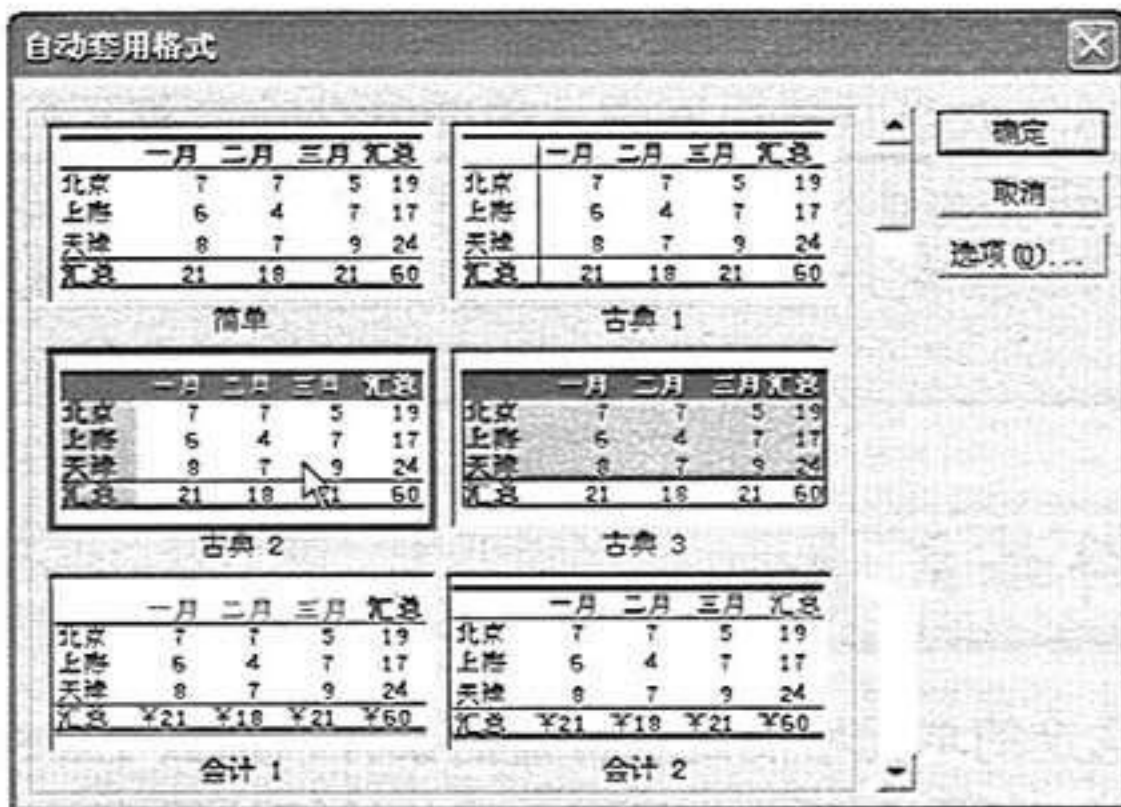 自动套用格式
确定
取消
选项(O)...
一月 二月 三月 汇总
北京 7 7 5 19
上海 6 4 7 17
天津 8 7 9 24
汇总 21 18 21 60
简单
一月 二月 三月 汇总
北京 7 7 5 19
上海 6 4 7 17
天津 8 7 9 24
汇总 21 18 21 60
古典 1
一月 二月 三月 汇总
北京 7 7 5 19
上海 6 4 7 17
天津 8 7 9 24
汇总 21 18 21 60
古典 2
一月 二月 三月 汇总
北京 7 7 5 19
上海 6 4 7 17
天津 8 7 9 24
汇总 21 18 21 60
古典 3
一月 二月 三月 汇总
北京 7 7 5 19
上海 6 4 7 17
天津 8 7 9 24
汇总 ¥21 ¥18 ¥21 ¥60
会计 1
一月 二月 三月 汇总
北京 7 7 5 19
上海 6 4 7 17
天津 8 7 9 24
汇总 ¥21 ¥18 ¥21 ¥60
会计 2